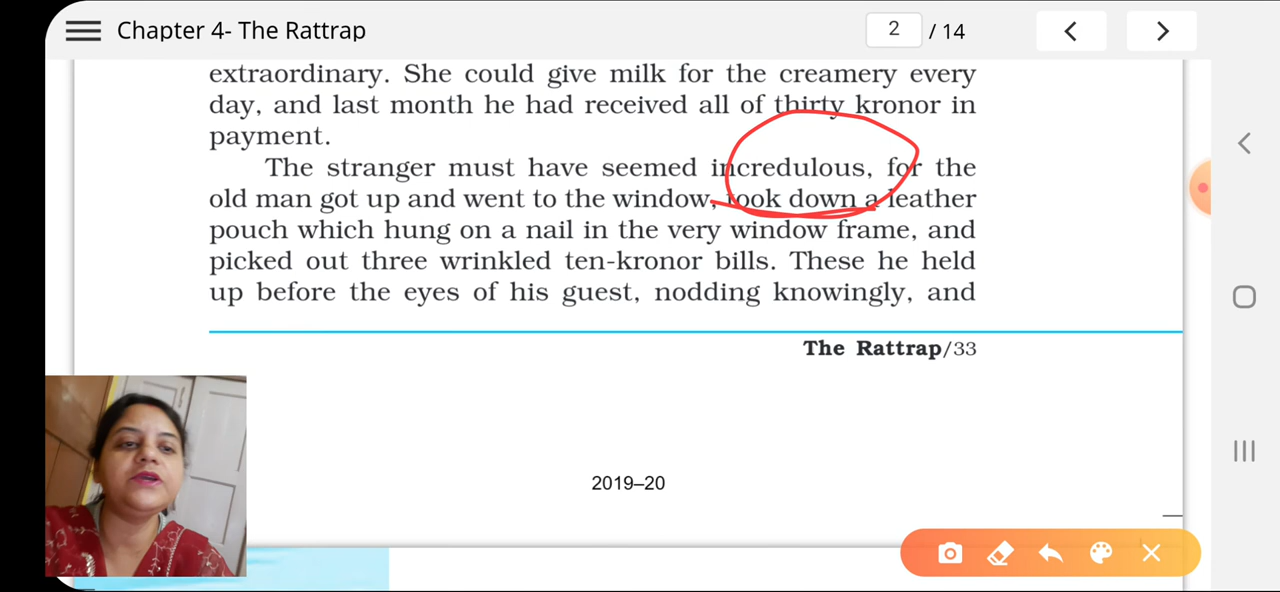 Chapter 4- The Rattrap
2 / 14
extraordinary. She could give milk for the creamery every
day, and last month he had received all of thirty kronor in
payment.
The stranger must have seemed incredulous, for the
old man got up and went to the window, took down a leather
pouch which hung on a nail in the very window frame, and
picked out three wrinkled ten-kronor bills. These he held
up before the eyes of his guest, nodding knowingly, and
The Rattrap/33
2019–20